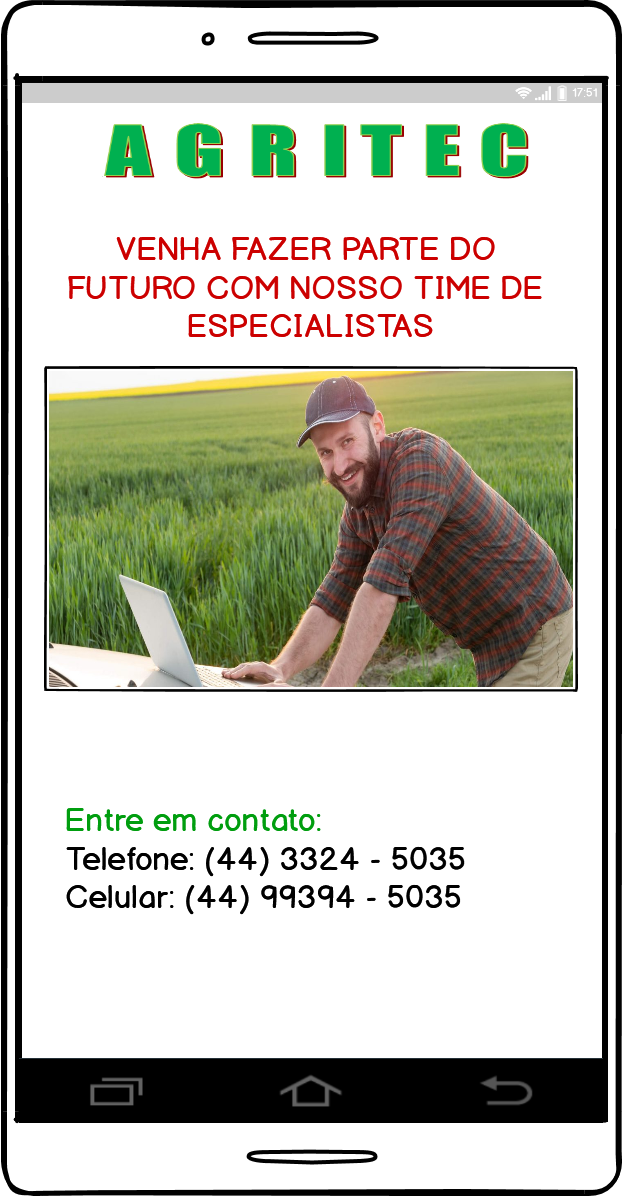 17:51
AGRITEC
VENHA FAZER PARTE DO
FUTURO COM NOSSO TIME DE
ESPECIALISTAS
Entre em contato:
Telefone: (44) 3324 - 5035
Celular: (44) 99394 - 5035